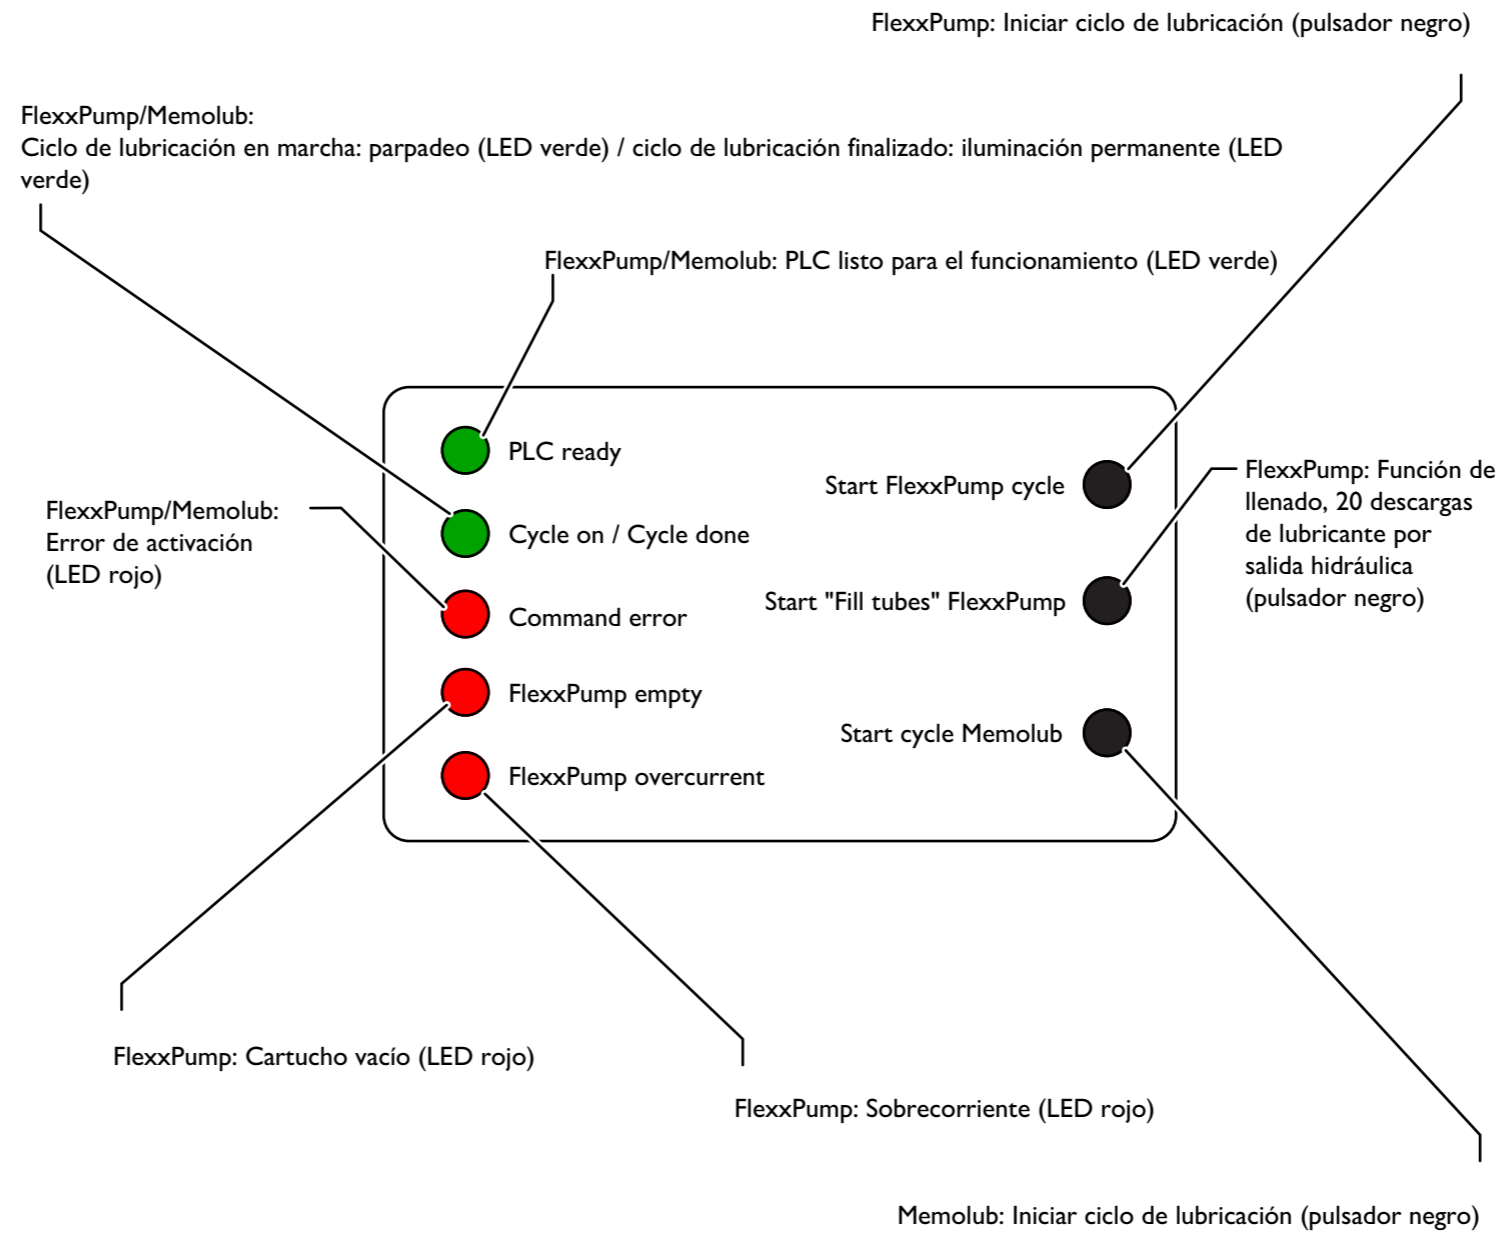 FlexxPump: Iniciar ciclo de lubricación (pulsador negro)
FlexxPump/Memolub:
Ciclo de lubricación en marcha: parpadeo (LED verde) / ciclo de lubricación finalizado: iluminación permanente (LED
verde)
FlexxPump/Memolub: PLC listo para el funcionamiento (LED verde)
PLC ready
Cycle on / Cycle done
Command error
FlexxPump empty
FlexxPump overcurrent
Start FlexxPump cycle
Start "Fill tubes" FlexxPump
Start cycle Memolub
FlexxPump/Memolub:
Error de activación
(LED rojo)
FlexxPump: Función de
llenado, 20 descargas
de lubricante por
salida hidráulica
(pulsador negro)
FlexxPump: Cartucho vacío (LED rojo)
FlexxPump: Sobrecorriente (LED rojo)
Memolub: Iniciar ciclo de lubricación (pulsador negro)